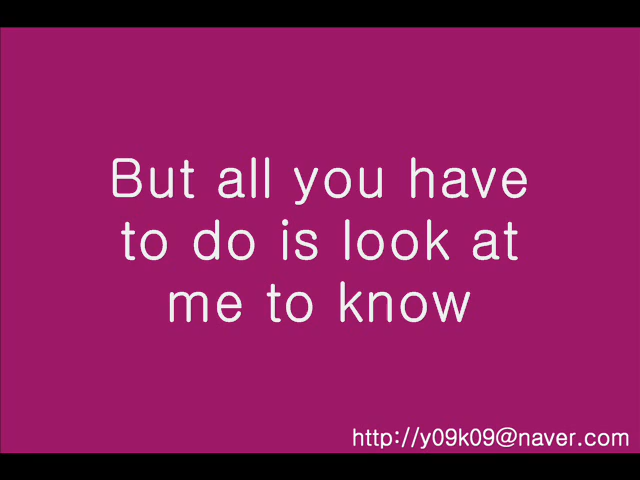 But all you have
to do is look at
me to know
http://y09k09@naver.com